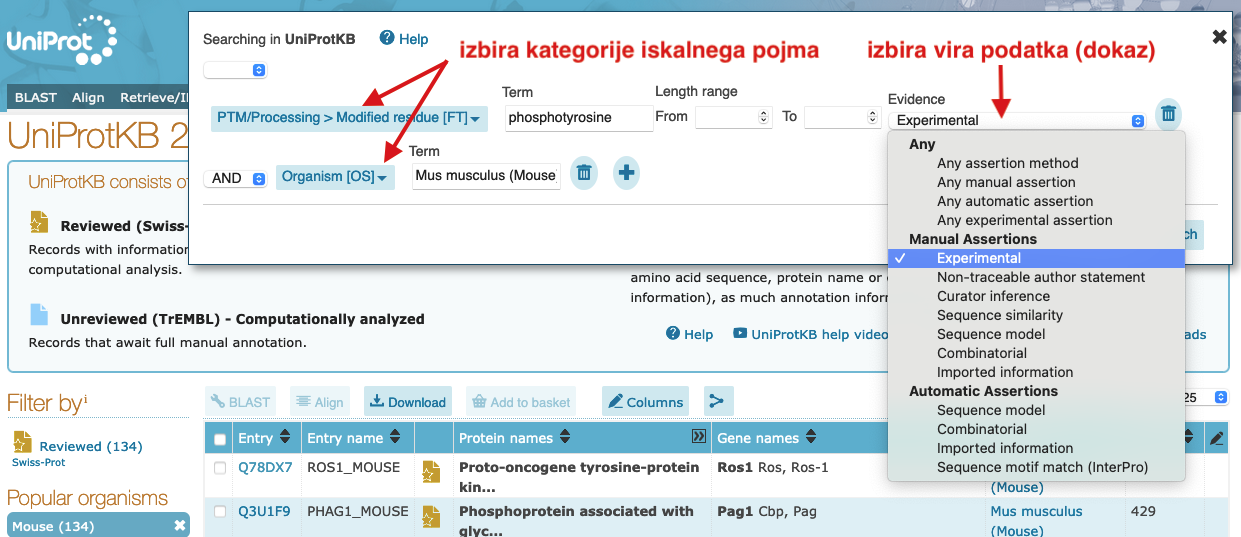 UniProt
Searching in UniProtKB
Help
izbira kategorije iskalnega pojma
izbira vira podatka (dokaz)
BLAST Align Retrieve/I
Term
Length range
Evidence
PTM/Processing > Modified residue [FT]
phosphotyrosine
From
To
Experimental
UniProtKB 2
Term
AND
Organism [OS]
Mus musculus (Mouse
Any
Any assertion method
Any manual assertion
Any automatic assertion
Any experimental assertion
Manual Assertions
Experimental
Non-traceable author statement
Curator inference
Sequence similarity
Sequence model
Combinatorial
Imported information
Automatic Assertions
Sequence model
Combinatorial
Imported information
Sequence motif match (InterPro)
ch
UniProtKB consists of
Reviewed (Swiss-
Records with information
computational analysis.
Unreviewed (TrEMBL) - Computationally analyzed
Records that await full manual annotation.
amino acid sequence, protein name or
information), as much annotation infor
Help
UniProtKB help video
ads
Filter by i
Reviewed (134)
Swiss-Prot
Popular organisms
Mouse (134)
BLAST
Align
Download
Add to basket
Columns
25
Entry
Entry name
Protein names
Gene names
Q78DX7 ROS1_MOUSE Proto-oncogene tyrosine-protein kin... Ros1 Ros, Ros-1
(Mouse)
Q3U1F9 PHAG1_MOUSE Phosphoprotein associated with glyc... Pag1 Cbp, Pag Mus musculus (Mouse) 429